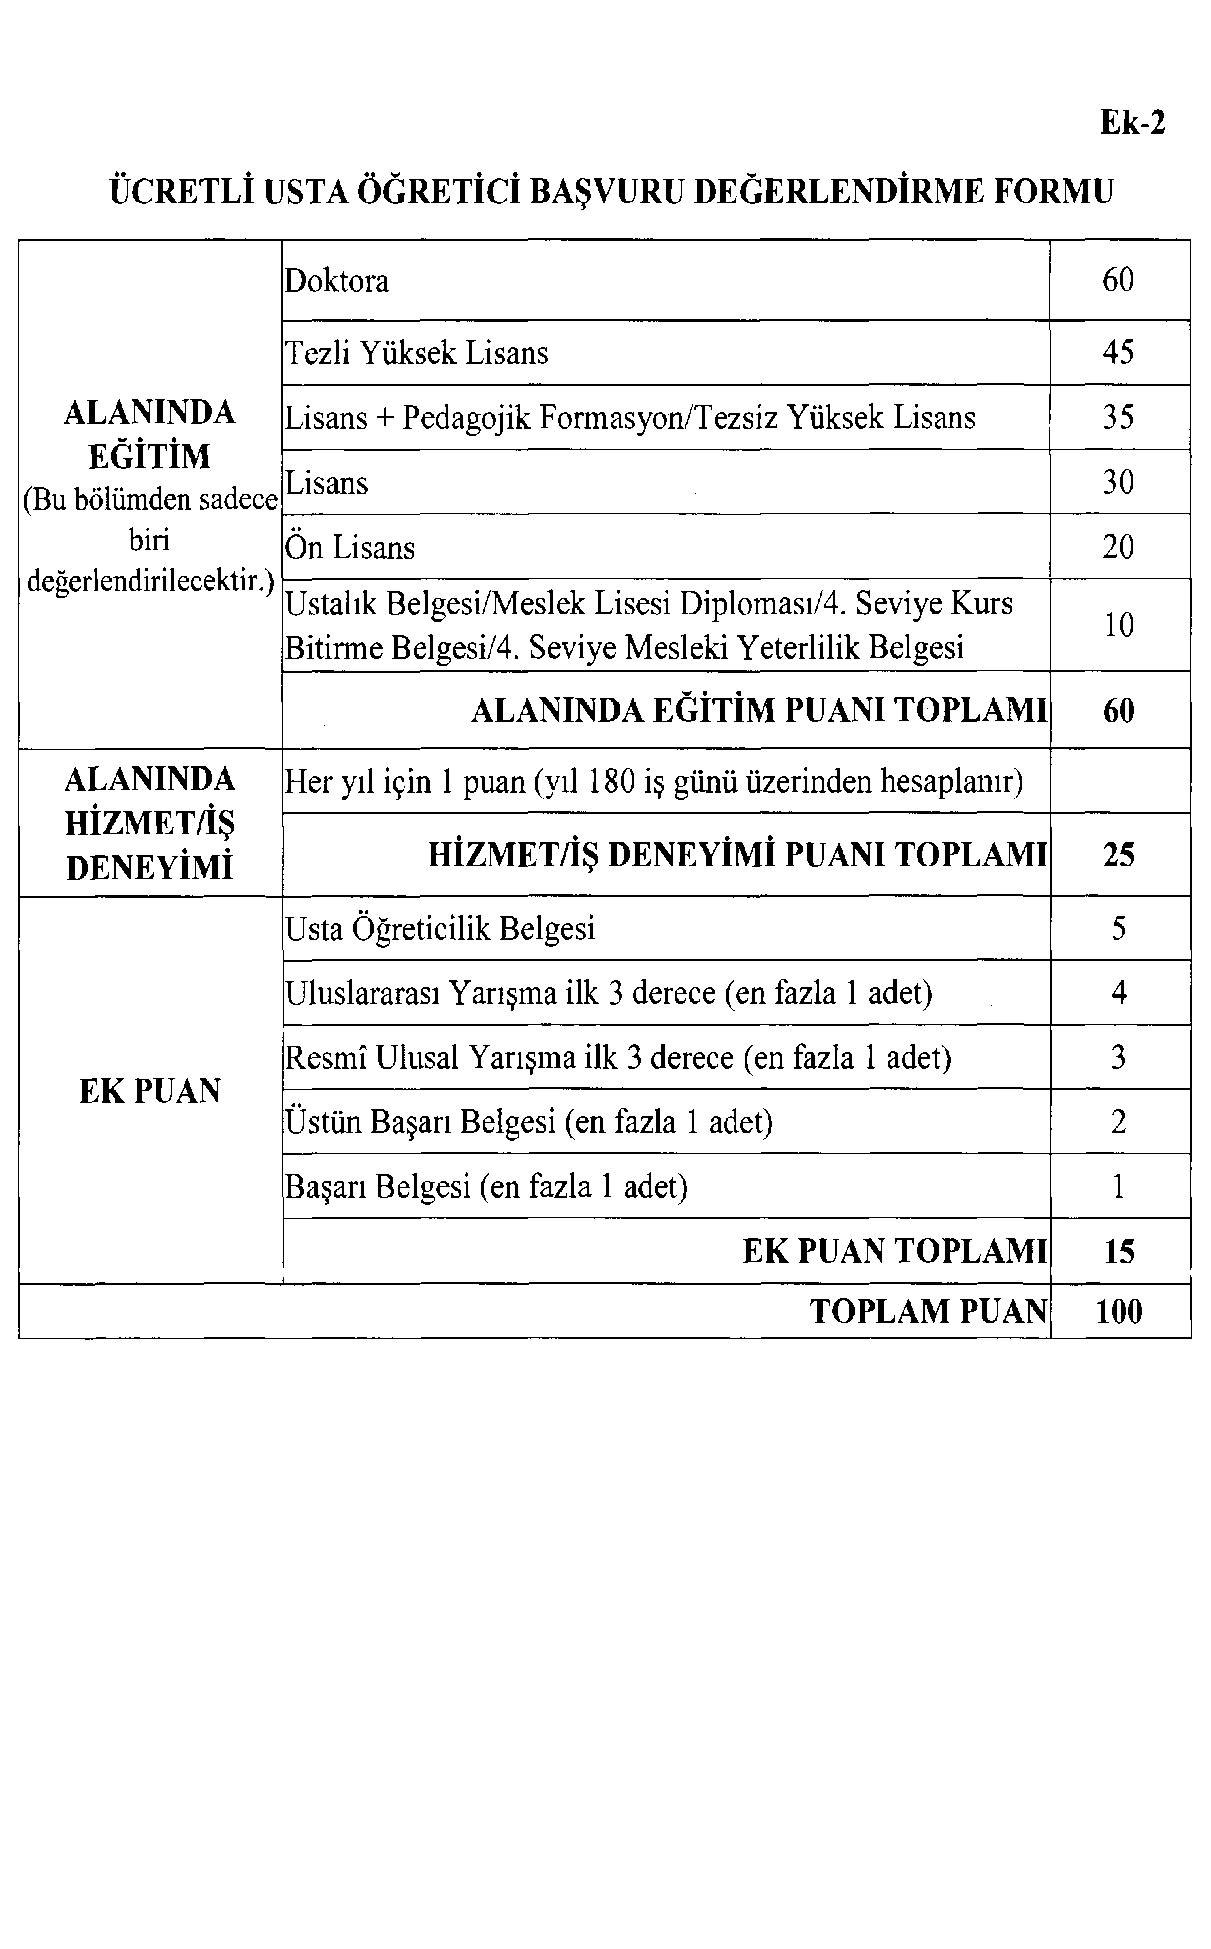 Ek-2
ÜCRETLİ USTA ÖĞRETİCİ BAŞVURU DEĞERLENDİRME FORMU
ALANINDA
EĞİTİM
(Bu bölümden sadece
biri
değerlendirilecektir.)
Doktora 60
Tezli Yüksek Lisans 45
Lisans + Pedagojik Formasyon/Tezsiz Yüksek Lisans 35
Lisans 30
Ön Lisans 20
Ustalık Belgesi/Meslek Lisesi Diploması/4. Seviye Kurs
Bitirme Belgesi/4. Seviye Mesleki Yeterlilik Belgesi 10
ALANINDA EĞİTİM PUANI TOPLAMI 60
ALANINDA
HİZMET/İŞ
DENEYİMİ
Her yıl için 1 puan (yıl 180 iş günü üzerinden hesaplanır)
HİZMET/İŞ DENEYİMİ PUANI TOPLAMI 25
EK PUAN
Usta Öğreticilik Belgesi 5
Uluslararası Yarışma ilk 3 derece (en fazla 1 adet) 4
Resmî Ulusal Yarışma ilk 3 derece (en fazla 1 adet) 3
Üstün Başarı Belgesi (en fazla 1 adet) 2
Başarı Belgesi (en fazla 1 adet) 1
EK PUAN TOPLAMI 15
TOPLAM PUAN 100